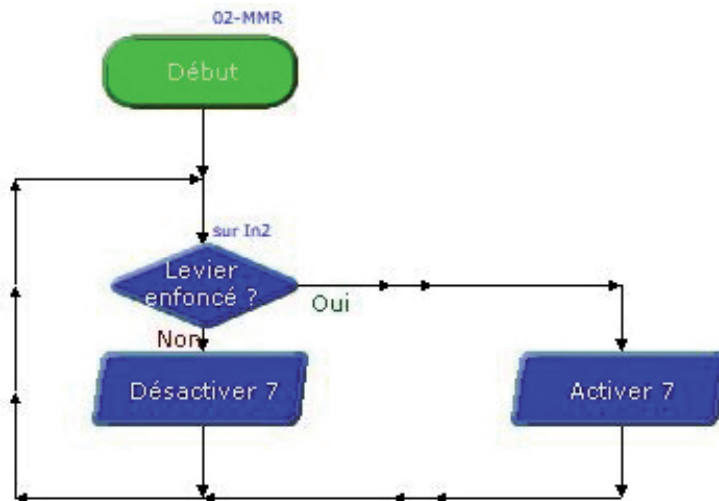 02-MMR
Début
sur In2
Levier
enfoncé ?
Oui
Non
Désactiver 7
Activer 7